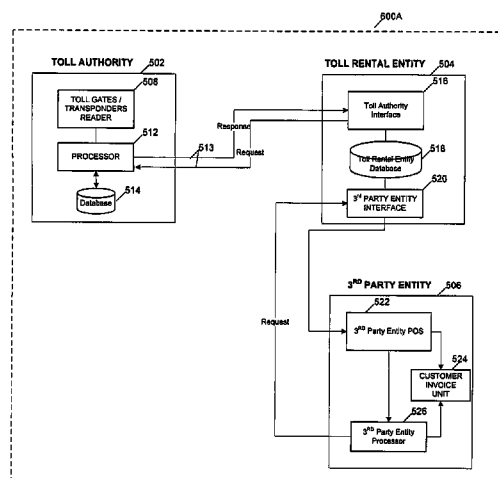 600A
TOLL AUTHORITY 502
508
TOLL GATES /
TRANSPONDERS
READER
512
PROCESSOR
513
514
Database
Response
Request
TOLL RENTAL ENTITY 504
516
Toll Authority
Interface
518
Toll Rental Entity
Database
520
3rd PARTY ENTITY
INTERFACE
Request
3RD PARTY ENTITY 506
522
3RD Party Entity POS
524
CUSTOMER
INVOICE
UNIT
526
3RD Party Entity
Processor